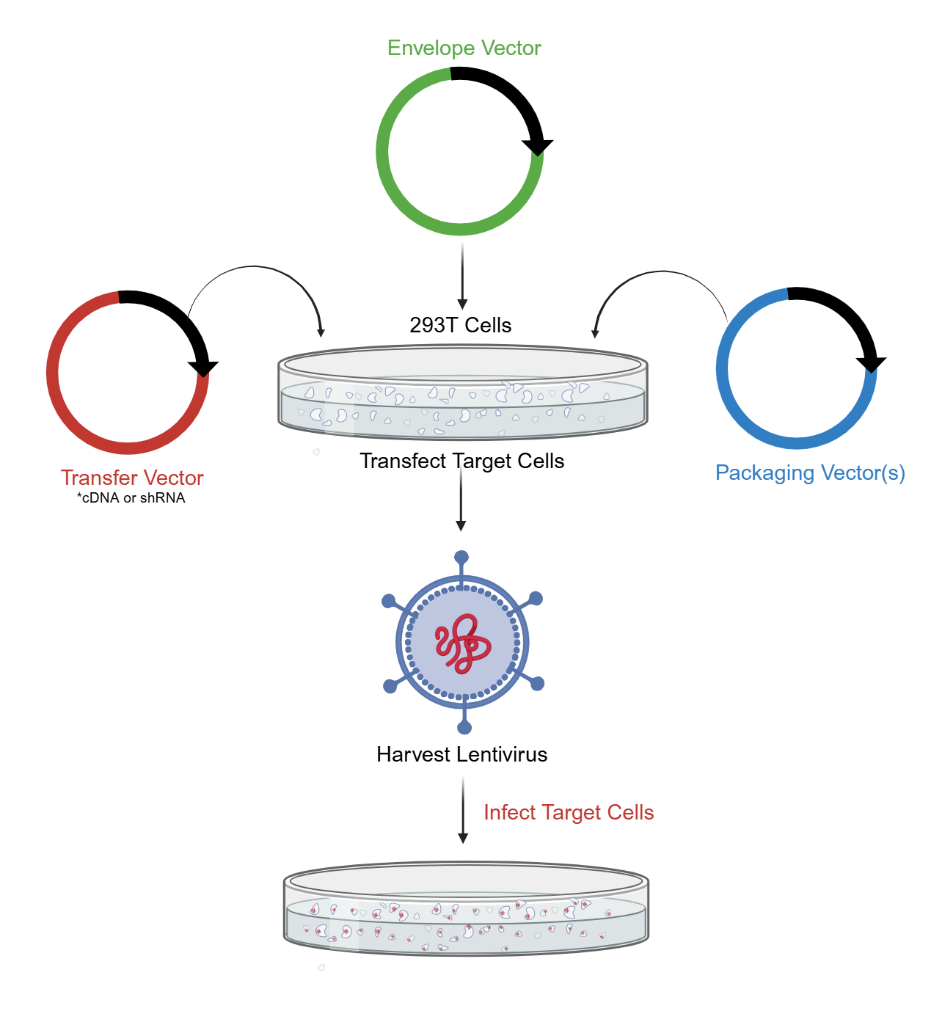 Envelope Vector
293T Cells
Transfect Target Cells
Transfer Vector
*cDNA or shRNA
Packaging Vector(s)
Harvest Lentivirus
Infect Target Cells